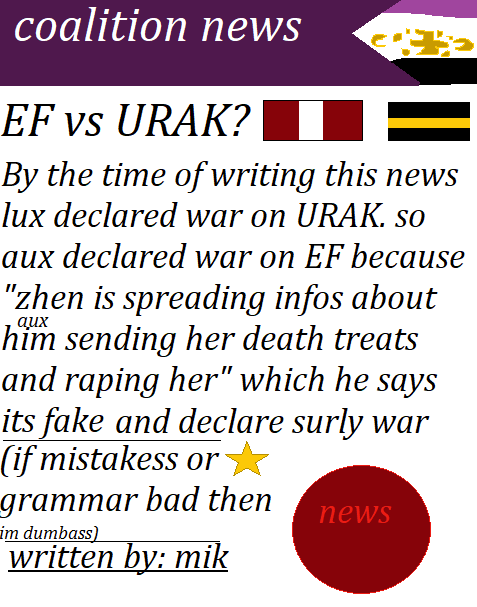 coalition news
EF vs URAK?
By the time of writing this news
lux declared war on URAK. so
aux declared war on EF because
"zhen is spreading infos about
aux
him sending her death treats
and raping her" which he says
its fake and declare surly war
(if mistakess or
grammar bad then
im dumbass)
written by: mik
news